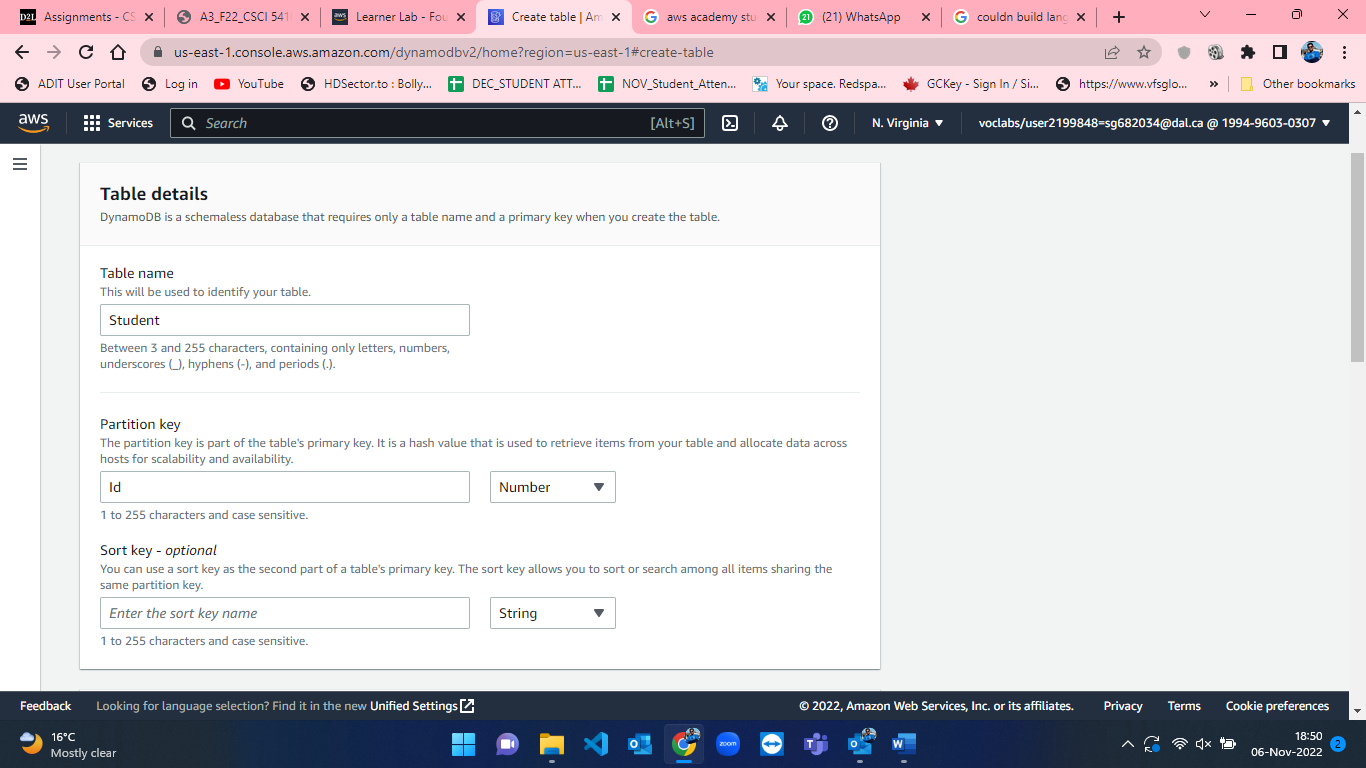 Assignments - CS
A3_F22_CSCI 541
Learner Lab - Fou
Create table | Am
aws academy stu
(21) WhatsApp
couldn build lang
us-east-1.console.aws.amazon.com/dynamodbv2/home?region=us-east-1#create-table
ADIT User Portal
Log in
YouTube
HDSector.to : Bolly...
DEC_STUDENT ATT...
NOV_Student_Atten...
Your space. Redspa...
GCKey - Sign In / Si...
https://www.vfsglo...
»
Other bookmarks
aws
Services
Search
[Alt+S]
N. Virginia
voclabs/user2199848=sg682034@dal.ca @ 1994-9603-0307
Table details
DynamoDB is a schemaless database that requires only a table name and a primary key when you create the table.
Table name
This will be used to identify your table.
Student
Between 3 and 255 characters, containing only letters, numbers,
underscores (_), hyphens (-), and periods (.).
Partition key
The partition key is part of the table's primary key. It is a hash value that is used to retrieve items from your table and allocate data across
hosts for scalability and availability.
Id
Number
1 to 255 characters and case sensitive.
Sort key - optional
You can use a sort key as the second part of a table's primary key. The sort key allows you to sort or search among all items sharing the
same partition key.
Enter the sort key name
String
1 to 255 characters and case sensitive.
Feedback
Looking for language selection? Find it in the new Unified Settings
© 2022, Amazon Web Services, Inc. or its affiliates.
Privacy
Terms
Cookie preferences
16°C
Mostly clear
zoom
18:50
06-Nov-2022
2